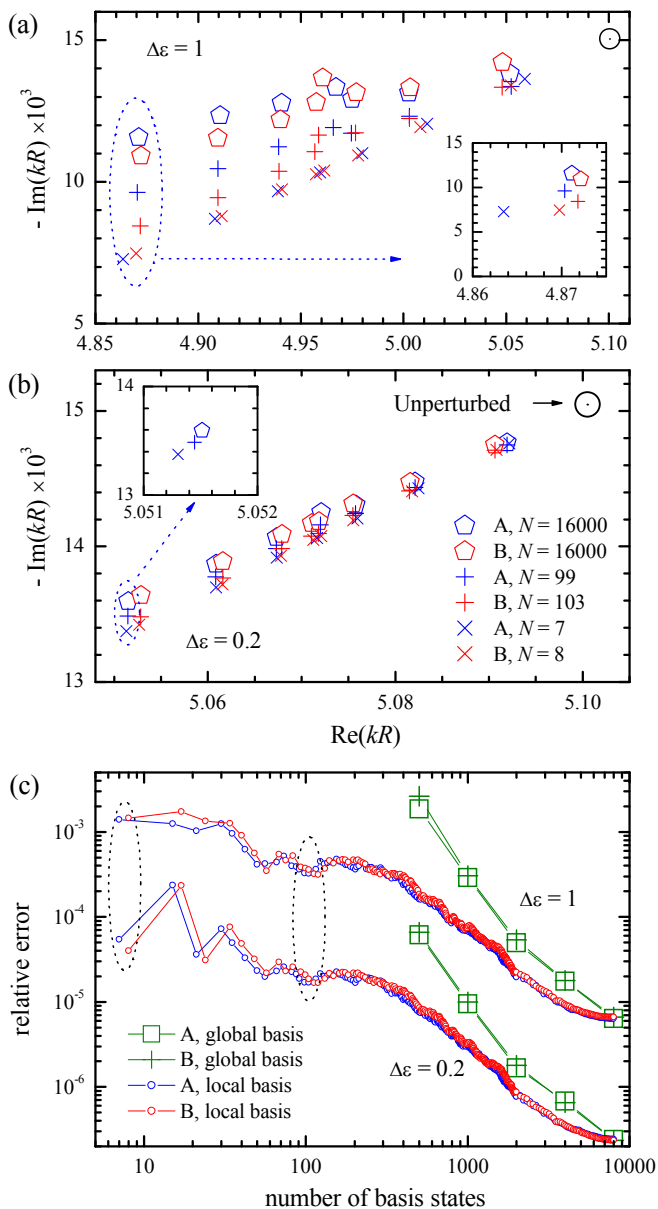 (a)
Δε = 1
- Im(kR) ×10³
15
10
5
4.85
4.90
4.95
5.00
5.05
5.10
15
10
5
0
4.86
4.87
(b)
- Im(kR) ×10³
15
14
13
14
13
5.051
5.052
Unperturbed
A, N = 16000
B, N = 16000
A, N = 99
B, N = 103
A, N = 7
B, N = 8
Δε = 0.2
5.06
5.08
5.10
Re(kR)
(c)
relative error
10⁻³
10⁻⁴
10⁻⁵
10⁻⁶
Δε = 1
Δε = 0.2
A, global basis
B, global basis
A, local basis
B, local basis
10
100
1000
10000
number of basis states